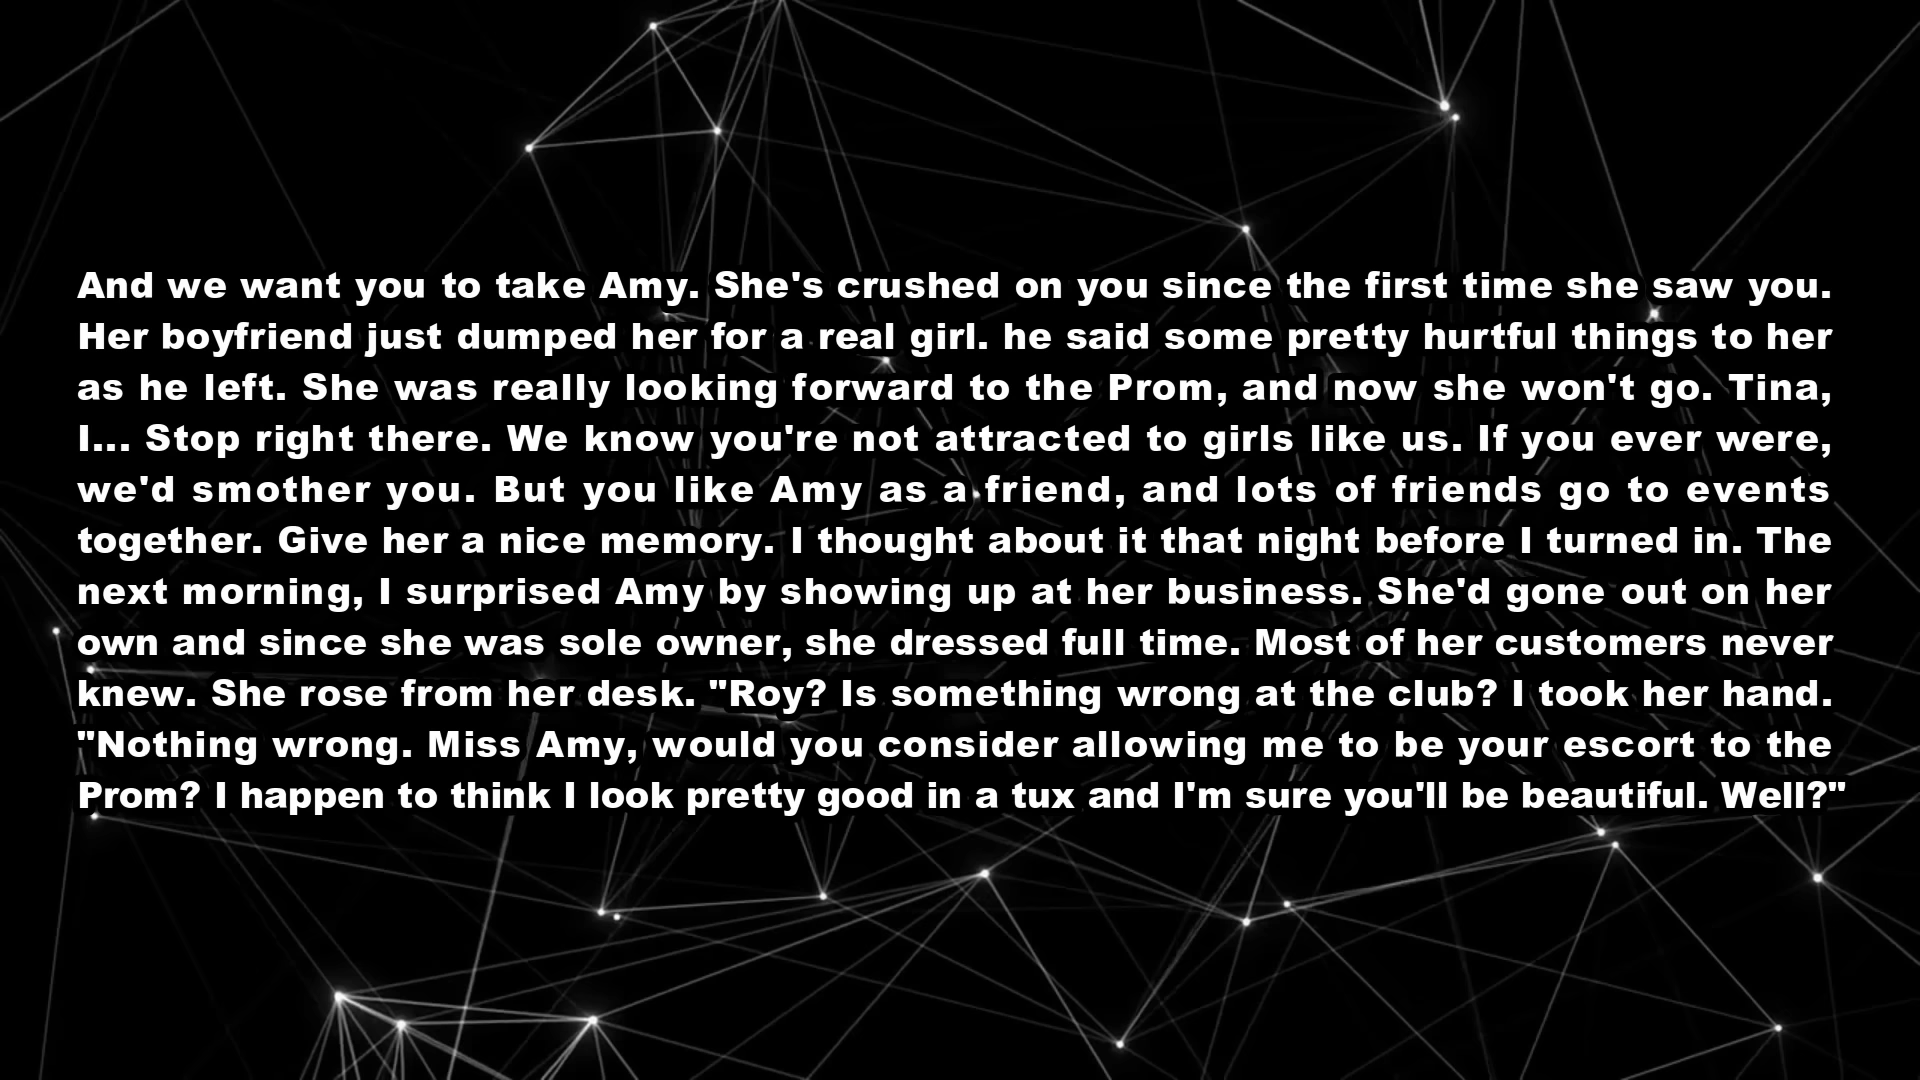 And we want you to take Amy. She's crushed on you since the first time she saw you.
Her boyfriend just dumped her for a real girl. he said some pretty hurtful things to her
as he left. She was really looking forward to the Prom, and now she won't go. Tina,
I... Stop right there. We know you're not attracted to girls like us. If you ever were,
we'd smother you. But you like Amy as a friend, and lots of friends go to events
together. Give her a nice memory. I thought about it that night before I turned in. The
next morning, I surprised Amy by showing up at her business. She'd gone out on her
own and since she was sole owner, she dressed full time. Most of her customers never
knew. She rose from her desk. "Roy? Is something wrong at the club? I took her hand.
"Nothing wrong. Miss Amy, would you consider allowing me to be your escort to the
Prom? I happen to think I look pretty good in a tux and I'm sure you'll be beautiful. Well?"